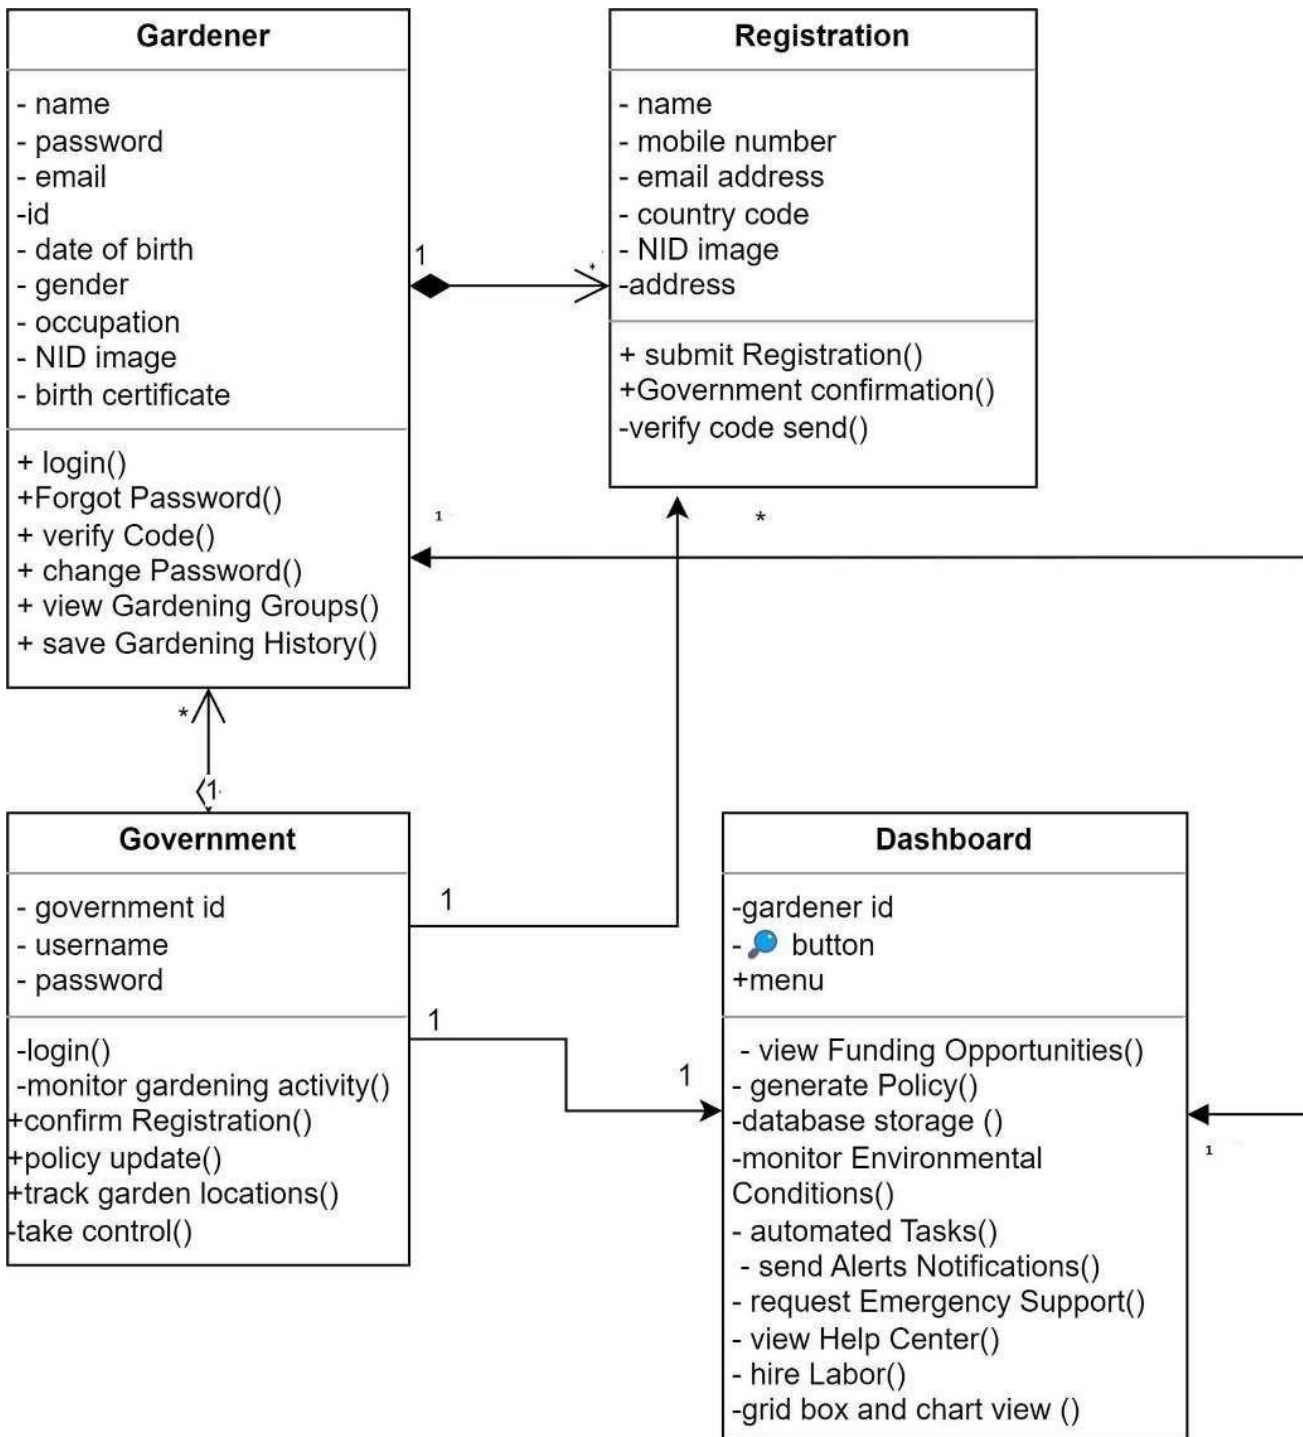 Gardener
- name
- password
- email
-id
- date of birth
- gender
- occupation
- NID image
- birth certificate
+ login()
+Forgot Password()
+ verify Code()
+ change Password()
+ view Gardening Groups()
+ save Gardening History()
1
*
Registration
- name
- mobile number
- email address
- country code
- NID image
-address
+ submit Registration()
+Government confirmation()
-verify code send()
1
*
*
1
Government
- government id
- username
- password
-login()
-monitor gardening activity()
+confirm Registration()
+policy update()
+track garden locations()
-take control()
1
1
1
Dashboard
-gardener id
- 🔎 button
+menu
- view Funding Opportunities()
- generate Policy()
-database storage ()
-monitor Environmental
Conditions()
- automated Tasks()
- send Alerts Notifications()
- request Emergency Support()
- view Help Center()
- hire Labor()
-grid box and chart view ()
1